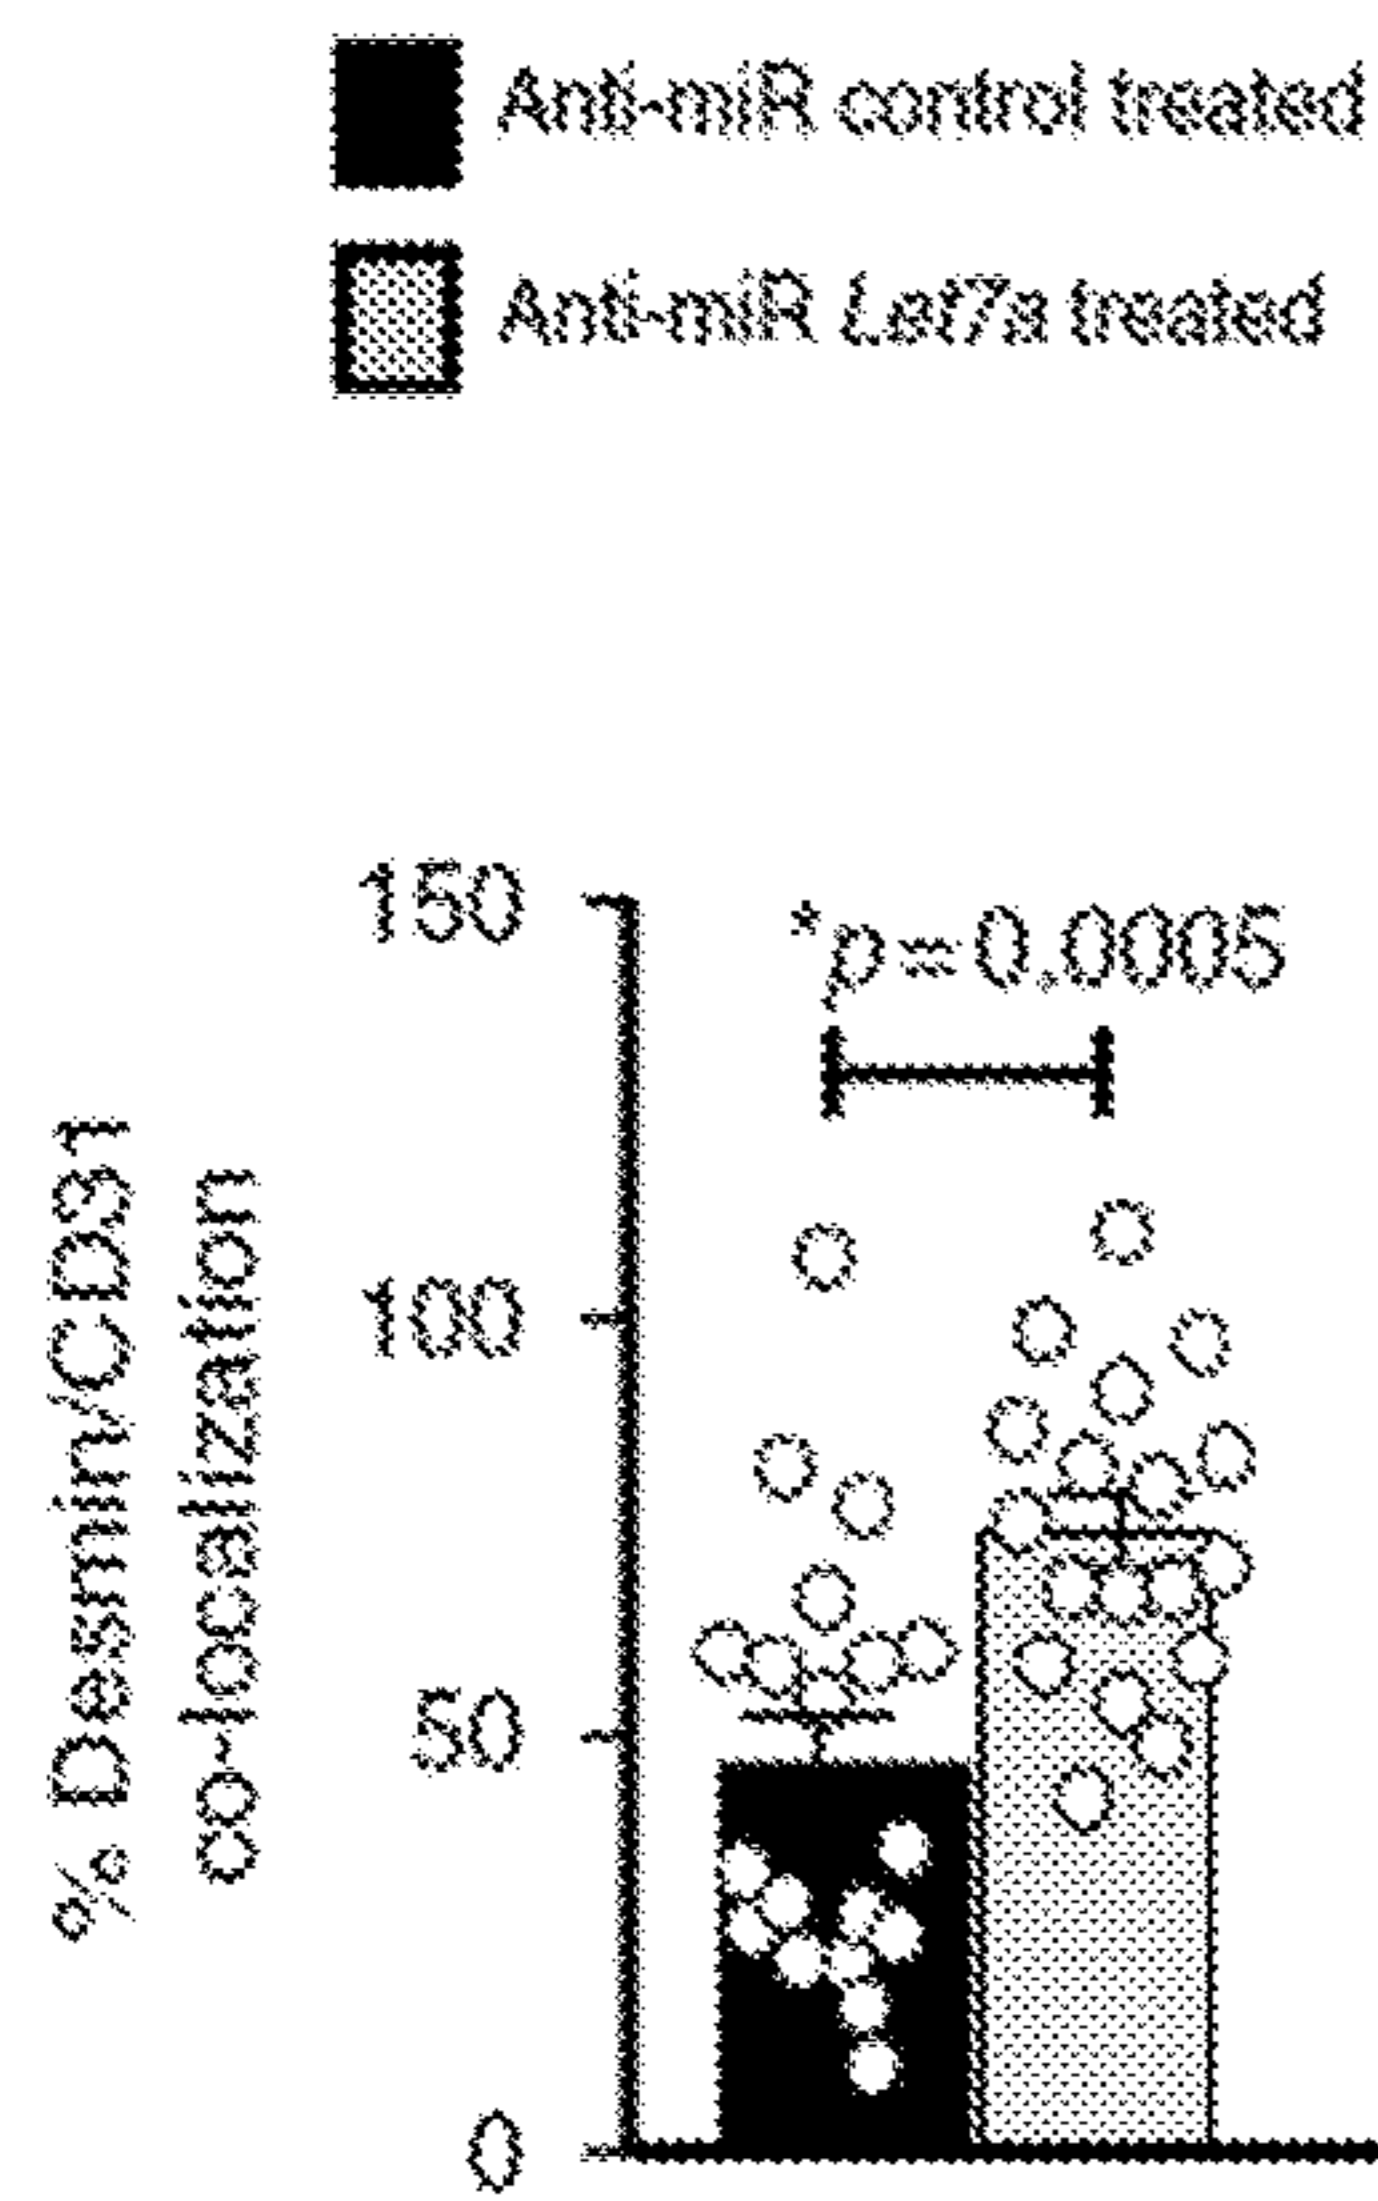 Anti-miR control treated
Anti-miR Let7a treated
150
*p=0.0005
100
50
0
% Desmin/CD31
co-localization